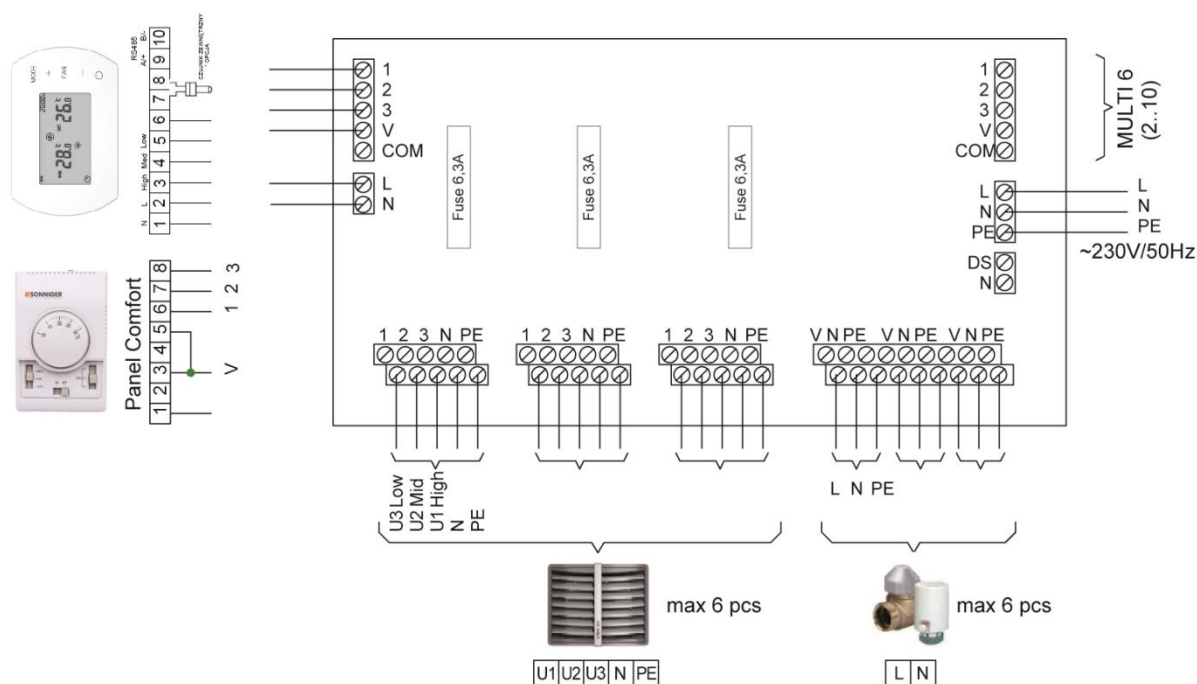 RS485
A/+ B/-
CZUJNIK ZEWNĘTRZNY
* OPCJA
10
9
8
7
6
5
4
3
2
1
Low
Med
High
L
N
MODE
+
FAN
−
28.0
26.0
SONNIGER
Panel Comfort
8 3
7 2
6 1
5
4
3 V
2
1
1
2
3
V
COM
L
N
Fuse 6,3A
Fuse 6,3A
Fuse 6,3A
1
2
3
V
COM
MULTI 6
(2..10)
L L
N N
PE PE
~230V/50Hz
DS
N
1 2 3 N PE
1 2 3 N PE
1 2 3 N PE
V N PE V N PE V N PE
U3 Low
U2 Mid
U1 High
N
PE
L N PE
max 6 pcs
max 6 pcs
U1 U2 U3 N PE
L N